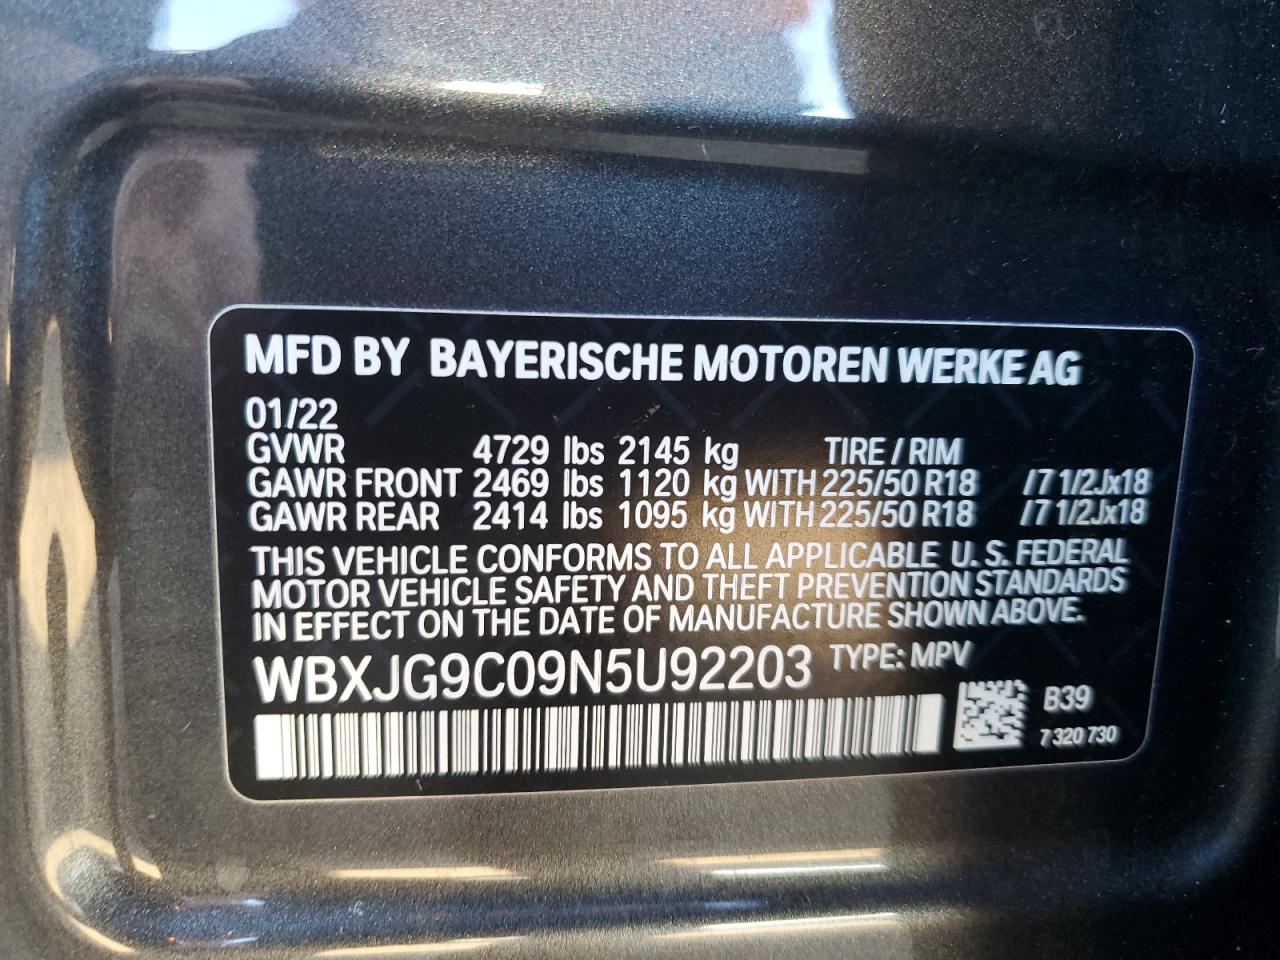 MFD BY BAYERISCHE MOTOREN WERKE AG
01/22
GVWR 4729 lbs 2145 kg TIRE / RIM
GAWR FRONT 2469 lbs 1120 kg WITH 225/50 R18 /7 1/2Jx18
GAWR REAR 2414 lbs 1095 kg WITH 225/50 R18 /7 1/2Jx18
THIS VEHICLE CONFORMS TO ALL APPLICABLE U.S. FEDERAL
MOTOR VEHICLE SAFETY AND THEFT PREVENTION STANDARDS
IN EFFECT ON THE DATE OF MANUFACTURE SHOWN ABOVE.
WBXJG9C09N5U92203 TYPE: MPV
B39
7 320 730